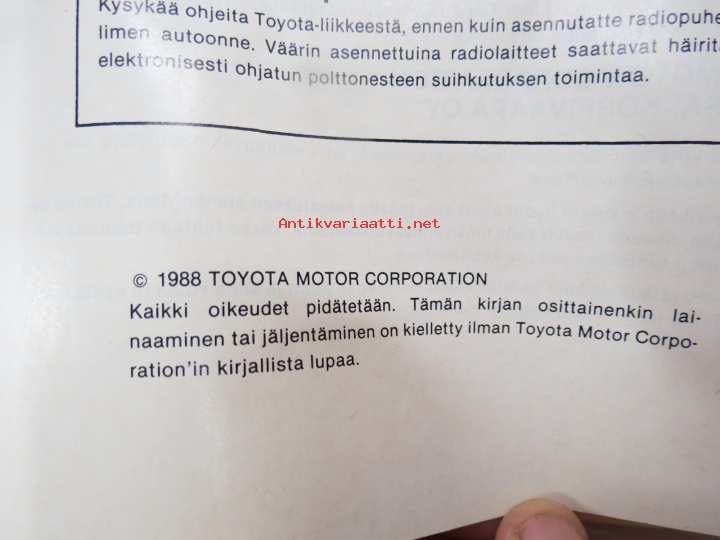 Kysykää ohjeita Toyota-liikkeestä, ennen kuin asennutatte radiopuhe
limen autoonne. Väärin asennettuina radiolaitteet saattavat häirit
elektronisesti ohjatun polttonesteen suihkutuksen toimintaa.
Antikvariaatti.net
© 1988 TOYOTA MOTOR CORPORATION
Kaikki oikeudet pidätetään. Tämän kirjan osittainenkin lai-
naaminen tai jäljentäminen on kielletty ilman Toyota Motor Corpo-
ration'in kirjallista lupaa.